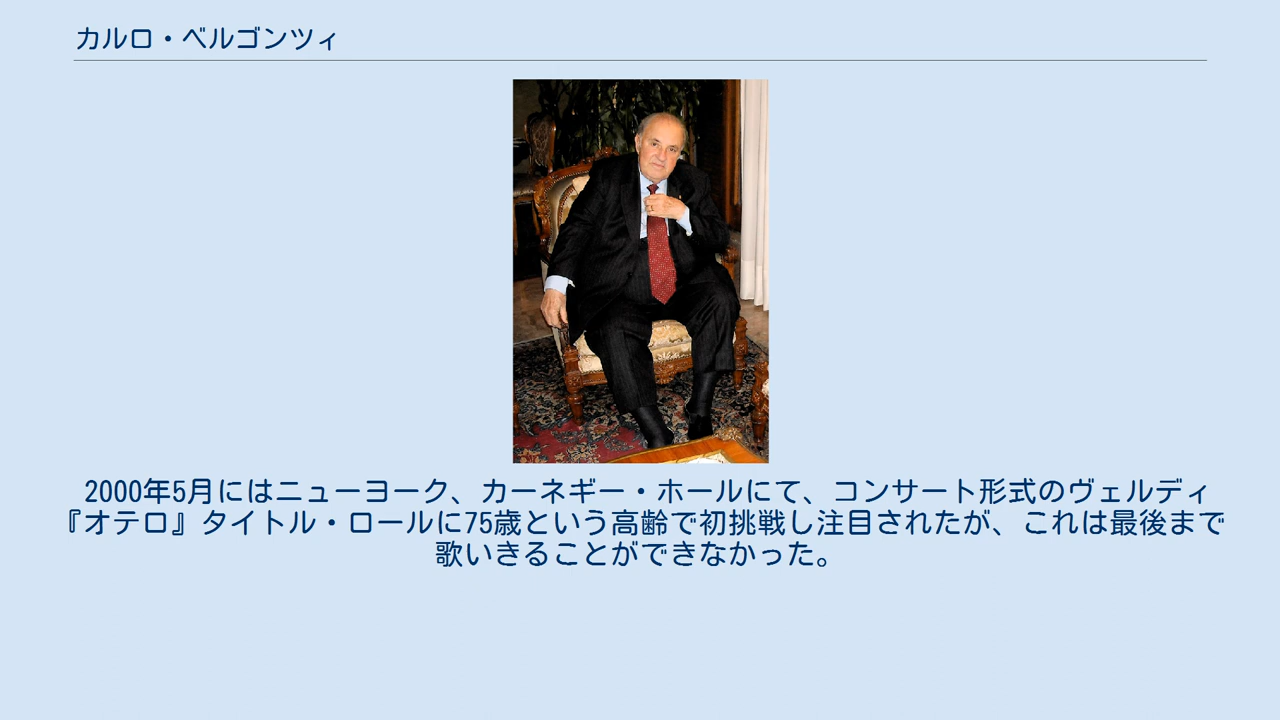 カルロ・ベルゴンツィ
2000年5月にはニューヨーク、カーネギー・ホールにて、コンサート形式のヴェルディ
『オテロ』タイトル・ロールに75歳という高齢で初挑戦し注目されたが、これは最後まで
歌いきることができなかった。